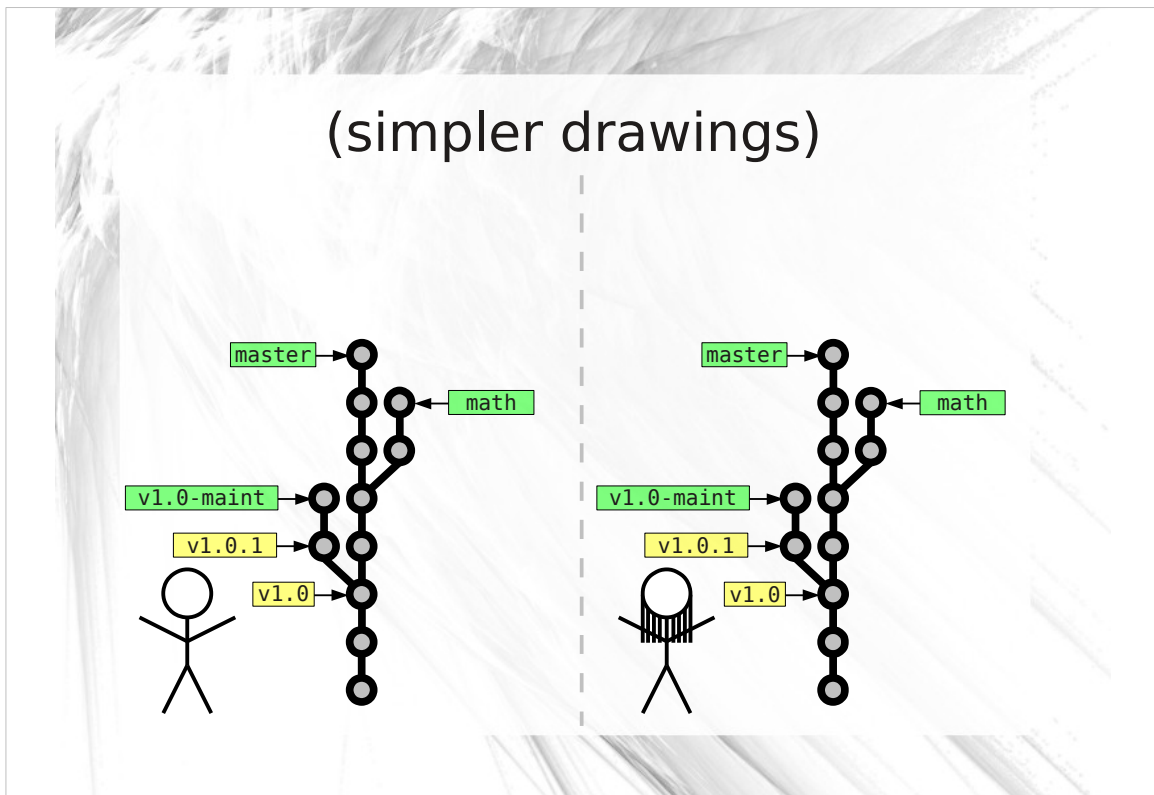 (simpler drawings)
master
math
v1.0-maint
v1.0.1
v1.0
master
math
v1.0-maint
v1.0.1
v1.0